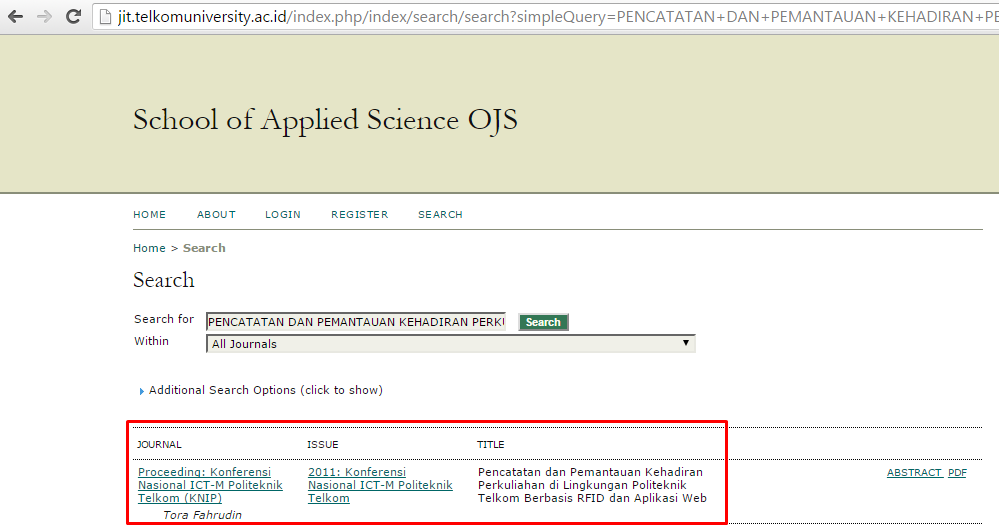 jit.telkomuniversity.ac.id/index.php/index/search/search?simpleQuery=PENCATATAN+DAN+PEMANTAUAN+KEHADIRAN+PE
School of Applied Science OJS
HOME ABOUT LOGIN REGISTER SEARCH
Home > Search
Search
Search for PENCATATAN DAN PEMANTAUAN KEHADIRAN PERKU Search
Within All Journals
Additional Search Options (click to show)
JOURNAL ISSUE TITLE
Proceeding: Konferensi 2011: Konferensi Pencatatan dan Pemantauan Kehadiran ABSTRACT PDF
Nasional ICT-M Politeknik Nasional ICT-M Politeknik Perkuliahan di Lingkungan Politeknik
Telkom (KNIP) Telkom Telkom Berbasis RFID dan Aplikasi Web
Tora Fahrudin